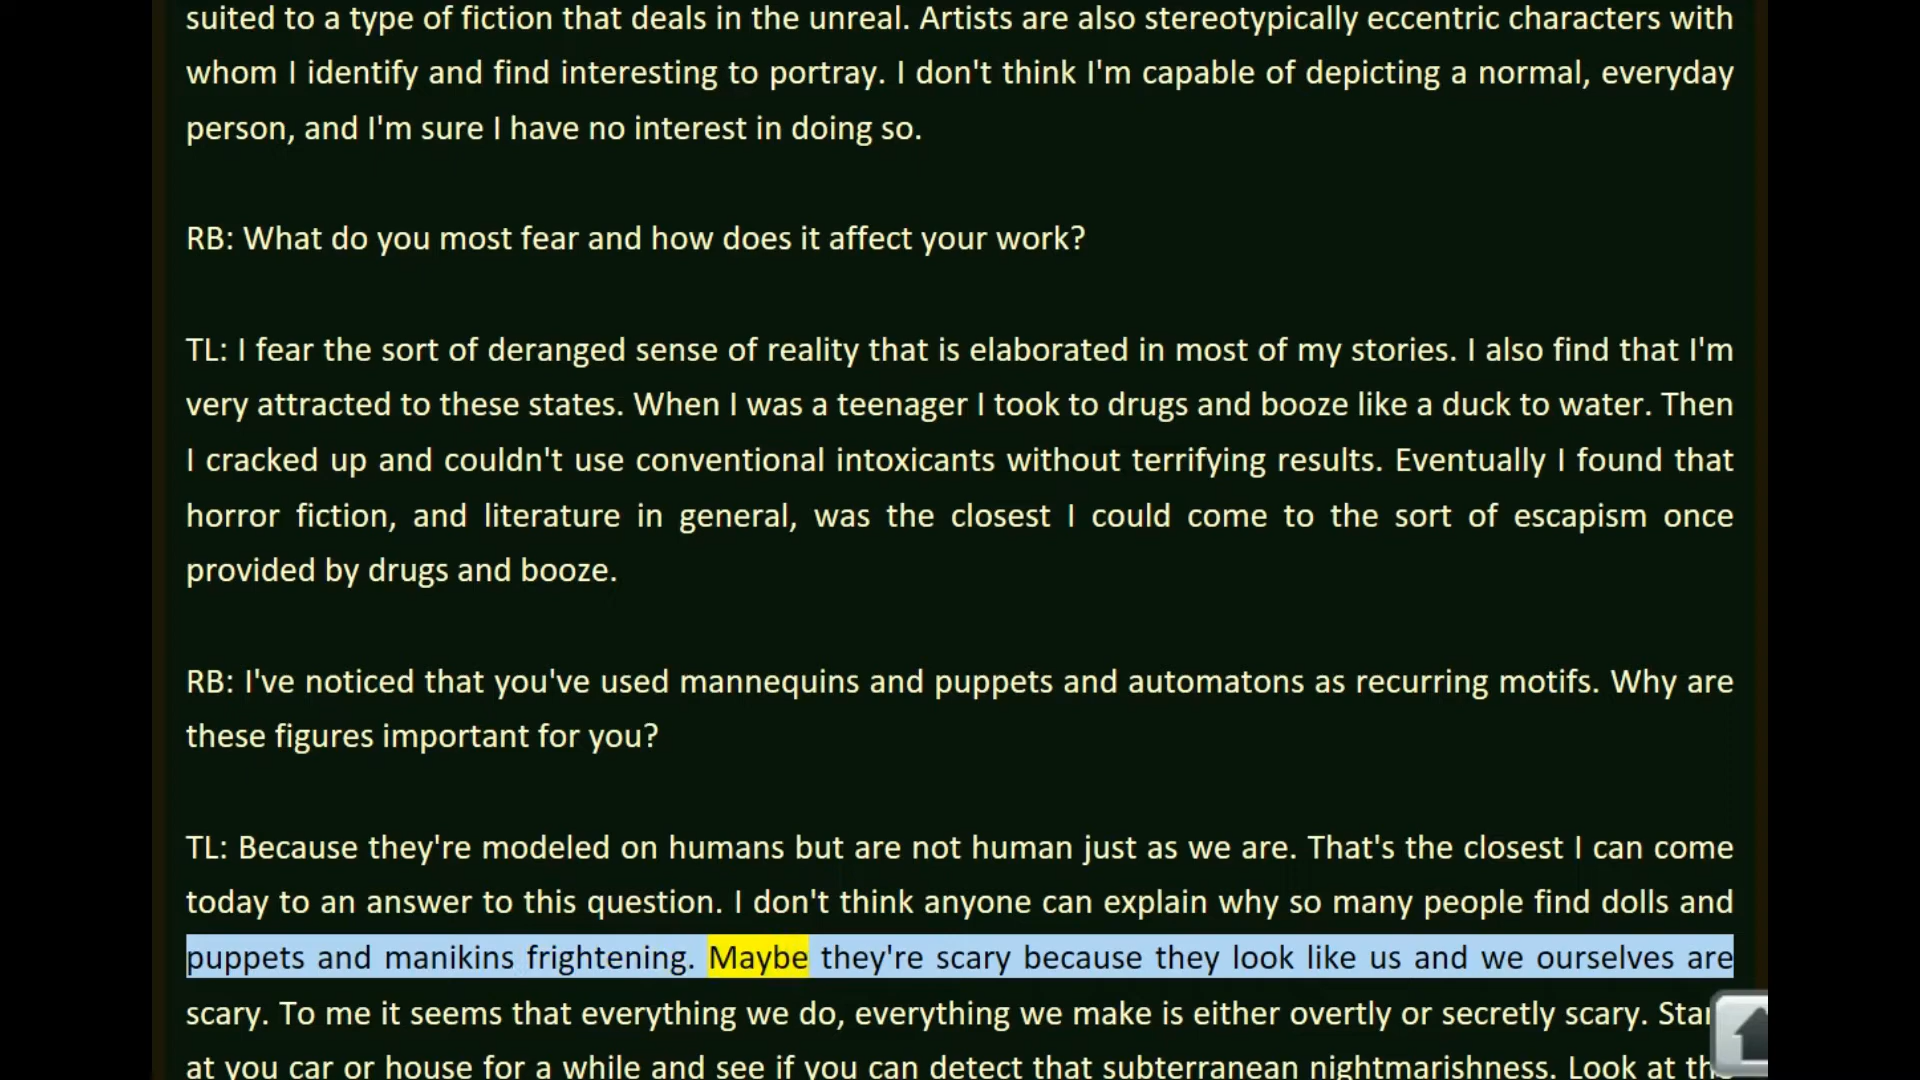 suited to a type of fiction that deals in the unreal. Artists are also stereotypically eccentric characters with
whom I identify and find interesting to portray. I don't think I'm capable of depicting a normal, everyday
person, and I'm sure I have no interest in doing so.
RB: What do you most fear and how does it affect your work?
TL: I fear the sort of deranged sense of reality that is elaborated in most of my stories. I also find that I'm
very attracted to these states. When I was a teenager I took to drugs and booze like a duck to water. Then
I cracked up and couldn't use conventional intoxicants without terrifying results. Eventually I found that
horror fiction, and literature in general, was the closest I could come to the sort of escapism once
provided by drugs and booze.
RB: I've noticed that you've used mannequins and puppets and automatons as recurring motifs. Why are
these figures important for you?
TL: Because they're modeled on humans but are not human just as we are. That's the closest I can come
today to an answer to this question. I don't think anyone can explain why so many people find dolls and
puppets and manikins frightening. Maybe they're scary because they look like us and we ourselves are
scary. To me it seems that everything we do, everything we make is either overtly or secretly scary.
at you car or house for a while and see if you can detect that subterranean nightmarishness. Look at